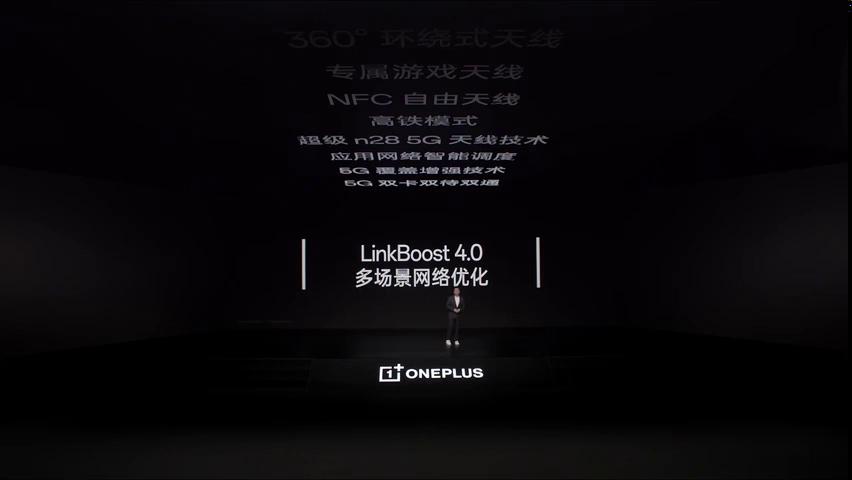 360° 环绕式天线
专属游戏天线
NFC 自由天线
高铁模式
超级 n28 5G 天线技术
应用网络智能调度
5G 覆盖增强技术
5G 双卡双待双通
LinkBoost 4.0
多场景网络优化
1+ ONEPLUS